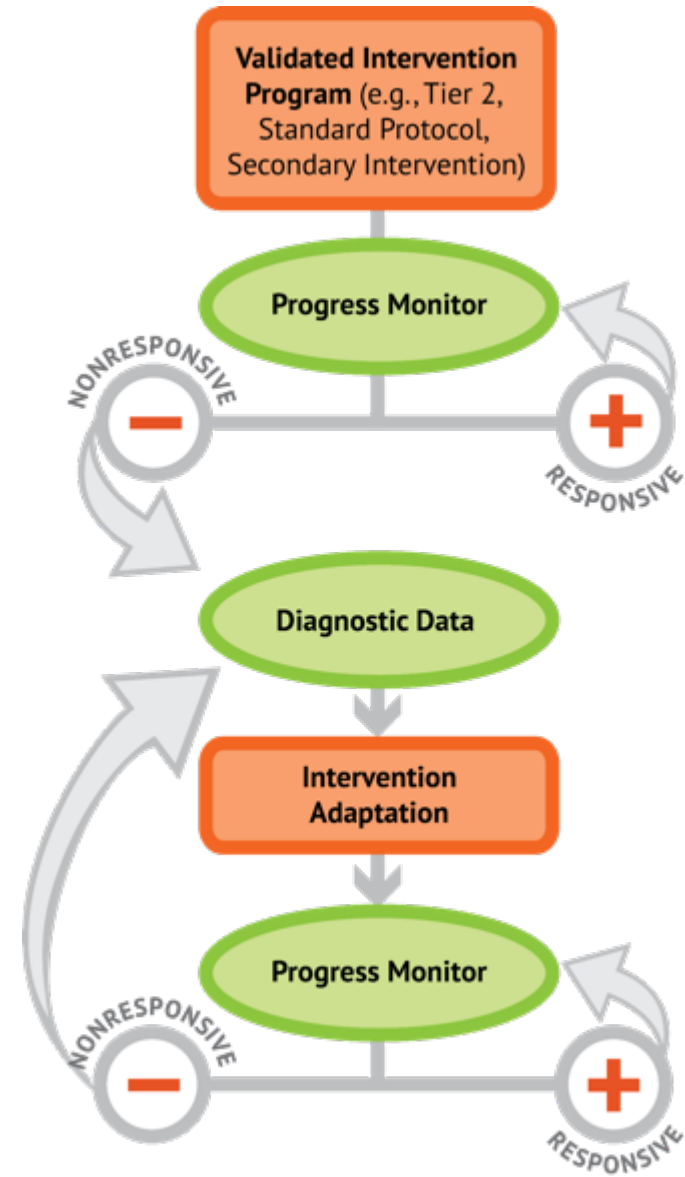 Validated Intervention
Program (e.g., Tier 2,
Standard Protocol,
Secondary Intervention)
Progress Monitor
NONRESPONSIVE
RESPONSIVE
Diagnostic Data
Intervention
Adaptation
Progress Monitor
NONRESPONSIVE
RESPONSIVE